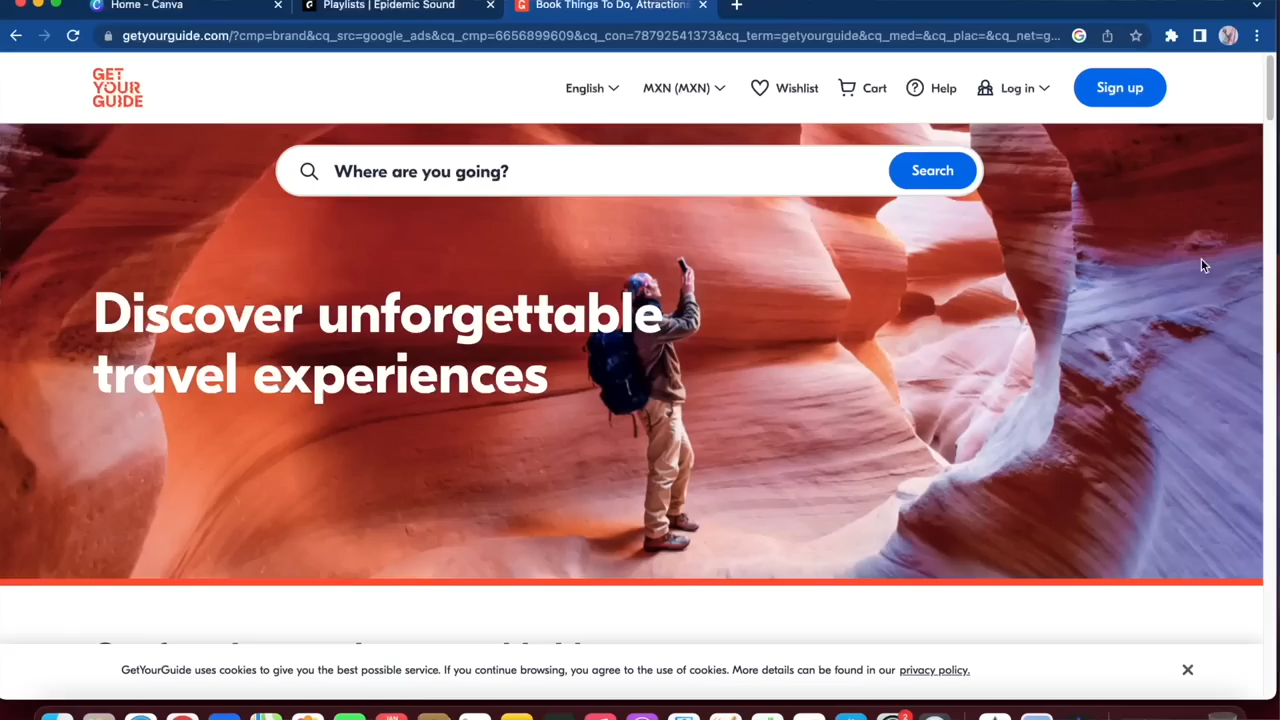 Home - Canva
Playlists | Epidemic Sound
Book Things To Do, Attractions
getyourguide.com/?cmp=brand&cq_src=google_ads&cq_cmp=6656899609&cq_con=78792541373&cq_term=getyourguide&cq_med=&cq_plac=&cq_net=g...
GET
YOUR
GUIDE
English
MXN (MXN)
Wishlist
Cart
Help
Log in
Sign up
Where are you going?
Search
Discover unforgettable
travel experiences
GetYourGuide uses cookies to give you the best possible service. If you continue browsing, you agree to the use of cookies. More details can be found in our privacy policy.
JAN
2